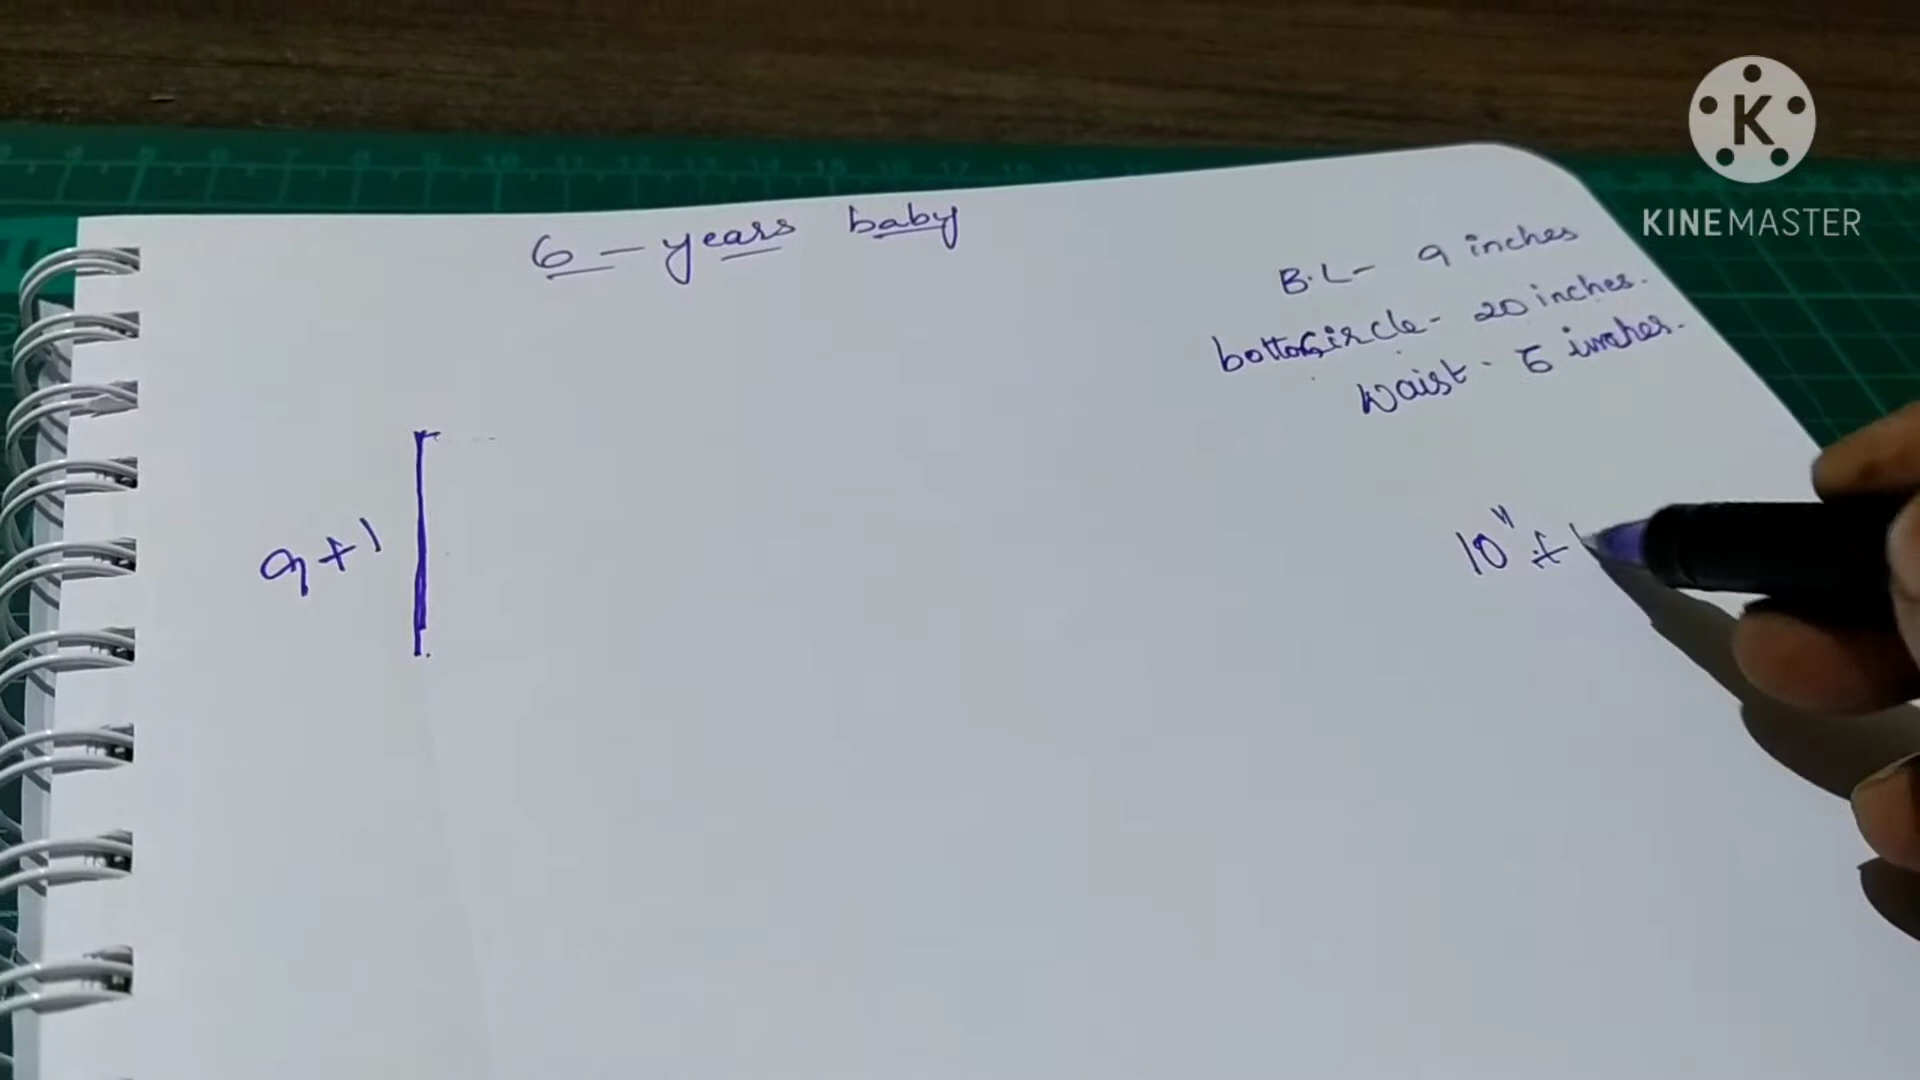 6 - years baby
B.L - 9 inches
bottom circle - 20 inches.
Waist - 5 inches.
9+1
10" +
K
KINEMASTER